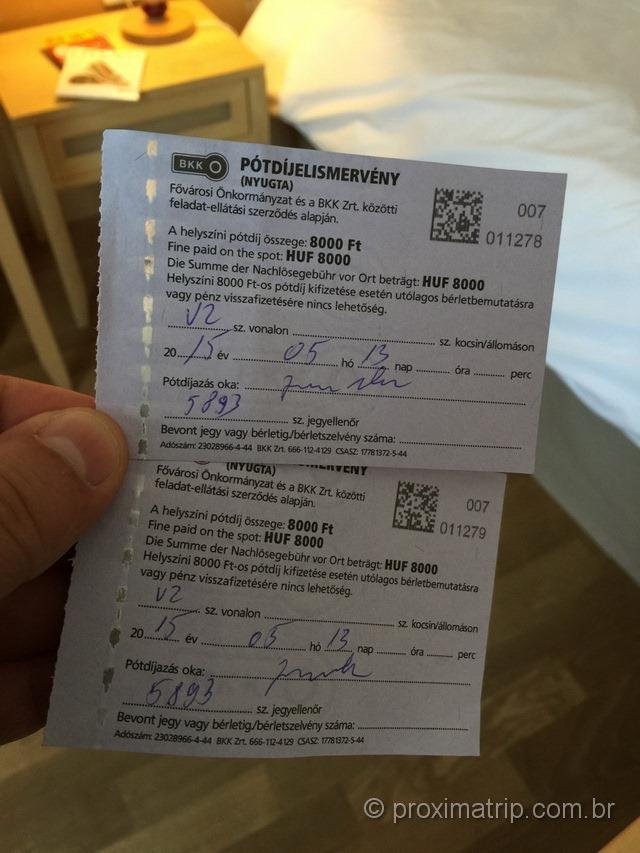 BKK PÓTDÍJELISMERVÉNY
(NYUGTA)
Fővárosi Önkormányzat és a BKK Zrt. közötti
feladat-ellátási szerződés alapján.
007
011278
A helyszíni pótdíj összege: 8000 Ft
Fine paid on the spot: HUF 8000
Die Summe der Nachlösegebühr vor Ort beträgt: HUF 8000
Helyszíni 8000 Ft-os pótdíj kifizetése esetén utólagos bérletbemutatásra
vagy pénz visszafizetésére nincs lehetőség.
V2 sz. vonalon sz. kocsin/állomáson
2015 év 05 hó 13 nap óra perc
Pótdíjazás oka:
5893 sz. jegyellenőr
Bevont jegy vagy bérletig./bérletszelvény száma:
Adószám: 23028966-4-44 BKK Zrt. 666-112-4129 CSASZ: 17781372-5-44
(NYUGTA)
Fővárosi Önkormányzat és a BKK Zrt. közötti
feladat-ellátási szerződés alapján.
007
011279
A helyszíni pótdíj összege: 8000 Ft
Fine paid on the spot: HUF 8000
Die Summe der Nachlösegebühr vor Ort beträgt: HUF 8000
Helyszíni 8000 Ft-os pótdíj kifizetése esetén utólagos bérletbemutatásra
vagy pénz visszafizetésére nincs lehetőség.
V2 sz. vonalon sz. kocsin/állomáson
2015 év 05 hó 13 nap óra perc
Pótdíjazás oka:
5893 sz. jegyellenőr
Bevont jegy vagy bérletig./bérletszelvény száma:
Adószám: 23028966-4-44 BKK Zrt. 666-112-4129 CSASZ: 17781372-5-44
© proximatrip.com.br